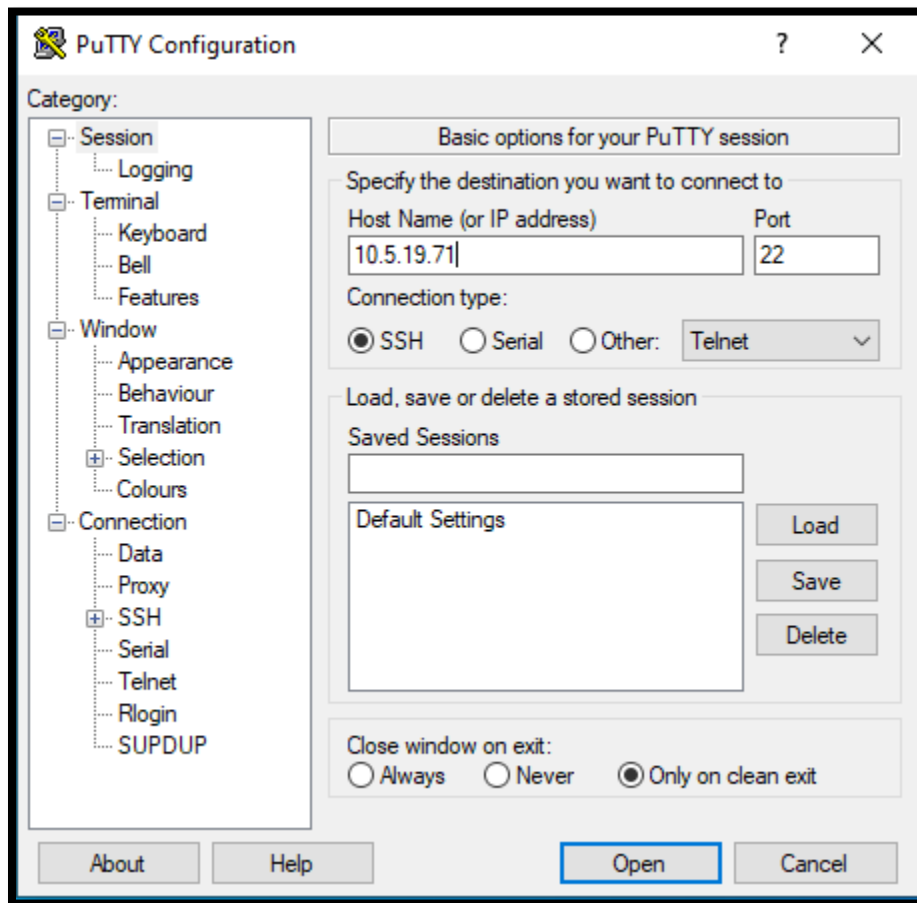 PuTTY Configuration
?
Category:
Session
Logging
Terminal
Keyboard
Bell
Features
Window
Appearance
Behaviour
Translation
Selection
Colours
Connection
Data
Proxy
SSH
Serial
Telnet
Rlogin
SUPDUP
Basic options for your PuTTY session
Specify the destination you want to connect to
Host Name (or IP address) Port
10.5.19.71 22
Connection type:
SSH Serial Other: Telnet
Load, save or delete a stored session
Saved Sessions
Default Settings
Load
Save
Delete
Close window on exit:
Always Never Only on clean exit
About Help Open Cancel